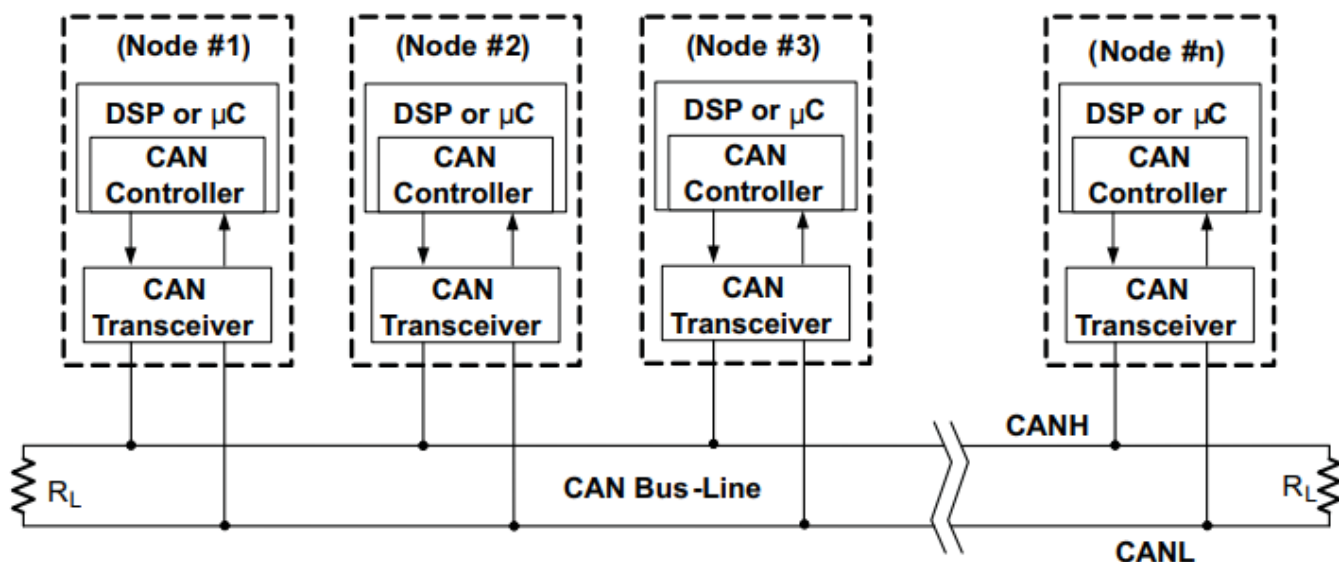 (Node #1)
DSP or µC
CAN
Controller
CAN
Transceiver
(Node #2)
DSP or µC
CAN
Controller
CAN
Transceiver
(Node #3)
DSP or µC
CAN
Controller
CAN
Transceiver
(Node #n)
DSP or µC
CAN
Controller
CAN
Transceiver
CANH
RL
CAN Bus-Line
RL
CANL